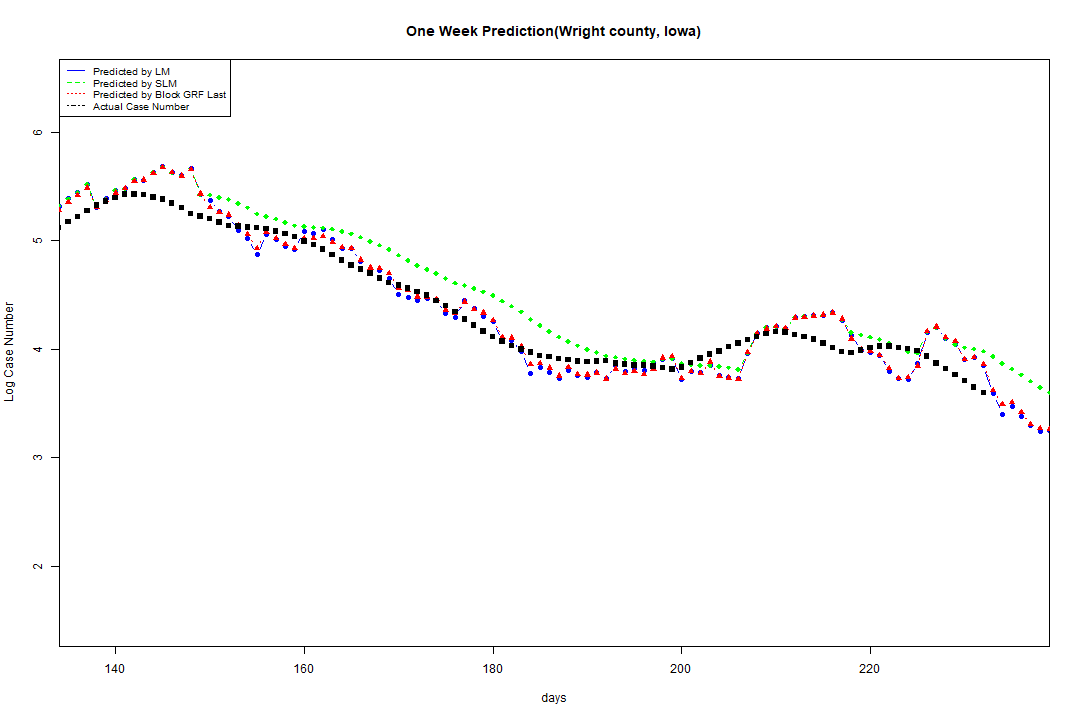 One Week Prediction(Wright county, Iowa)
Predicted by LM
Predicted by SLM
Predicted by Block GRF Last
Actual Case Number
Log Case Number
6
5
4
3
2
140
160
180
200
220
days